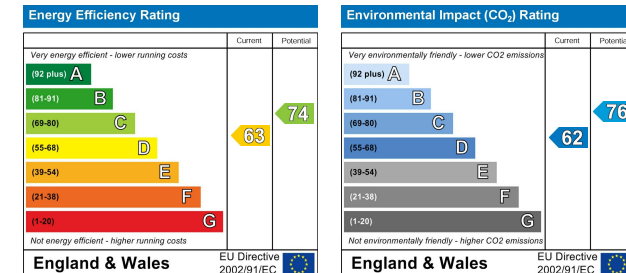 Energy Efficiency Rating
Current Potential
Very energy efficient - lower running costs
(92 plus) A
(81-91) B
(69-80) C
(55-68) D
(39-54) E
(21-38) F
(1-20) G
63
74
Not energy efficient - higher running costs
England & Wales
EU Directive
2002/91/EC
Environmental Impact (CO₂) Rating
Current Potential
Very environmentally friendly - lower CO2 emissions
(92 plus) A
(81-91) B
(69-80) C
(55-68) D
(39-54) E
(21-38) F
(1-20) G
62
76
Not environmentally friendly - higher CO2 emissions
England & Wales
EU Directive
2002/91/EC